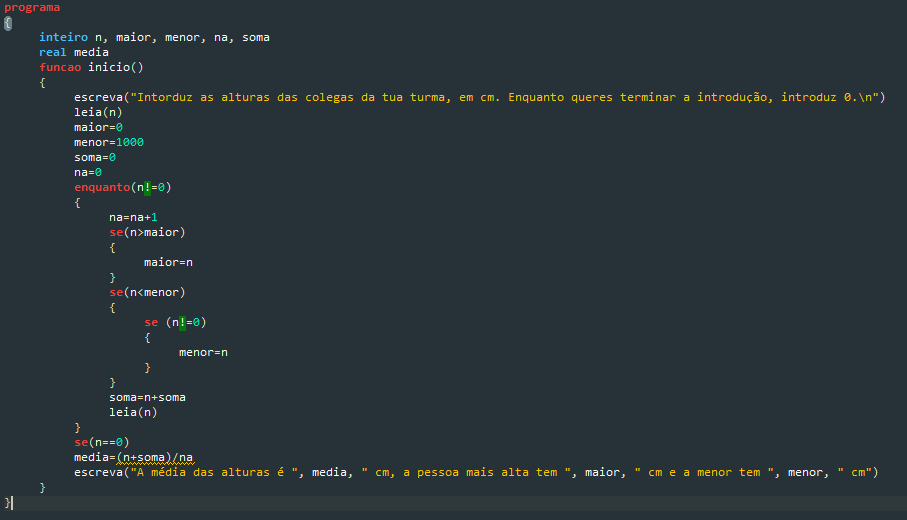 programa
{
inteiro n, maior, menor, na, soma
real media
funcao inicio()
{
escreva("Intorduz as alturas das colegas da tua turma, em cm. Enquanto queres terminar a introdução, introduz 0.\n")
leia(n)
maior=0
menor=1000
soma=0
na=0
enquanto(n!=0)
{
na=na+1
se(n>maior)
{
maior=n
}
se(n<menor)
{
se (n!=0)
{
menor=n
}
}
soma=n+soma
leia(n)
}
se(n==0)
media=(n+soma)/na
escreva("A média das alturas é ", media, " cm, a pessoa mais alta tem ", maior, " cm e a menor tem ", menor, " cm")
}
}